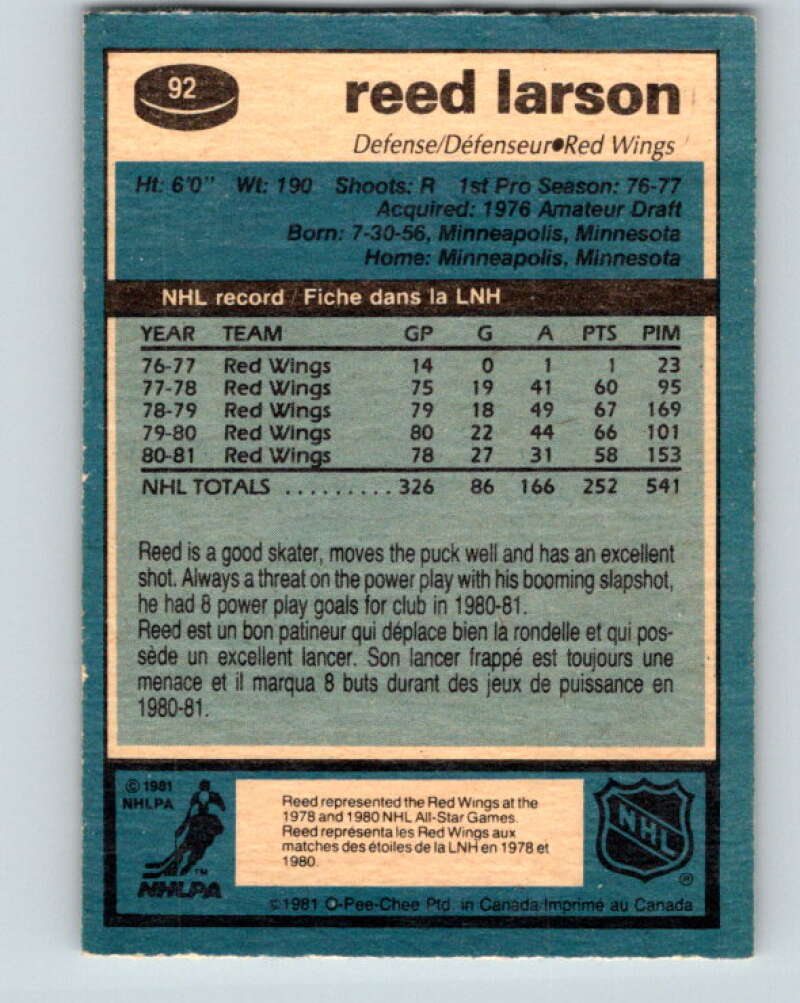 92
reed larson
Defense/Défenseur●Red Wings
Ht: 6'0" Wt: 190 Shoots: R 1st Pro Season: 76-77
Acquired: 1976 Amateur Draft
Born: 7-30-56, Minneapolis, Minnesota
Home: Minneapolis, Minnesota
NHL record / Fiche dans la LNH
YEAR TEAM GP G A PTS PIM
76-77 Red Wings 14 0 1 1 23
77-78 Red Wings 75 19 41 60 95
78-79 Red Wings 79 18 49 67 169
79-80 Red Wings 80 22 44 66 101
80-81 Red Wings 78 27 31 58 153
NHL TOTALS .......... 326 86 166 252 541
Reed is a good skater, moves the puck well and has an excellent
shot. Always a threat on the power play with his booming slapshot,
he had 8 power play goals for club in 1980-81.
Reed est un bon patineur qui déplace bien la rondelle et qui pos-
sède un excellent lancer. Son lancer frappé est toujours une
menace et il marqua 8 buts durant des jeux de puissance en
1980-81.
© 1981
NHLPA
Reed represented the Red Wings at the
1978 and 1980 NHL All-Star Games.
Reed représenta les Red Wings aux
matches des étoiles de la LNH en 1978 et
1980.
TM
NHLPA
NHL
®
© 1981 O-Pee-Chee Ptd. in Canada/Imprimé au Canada